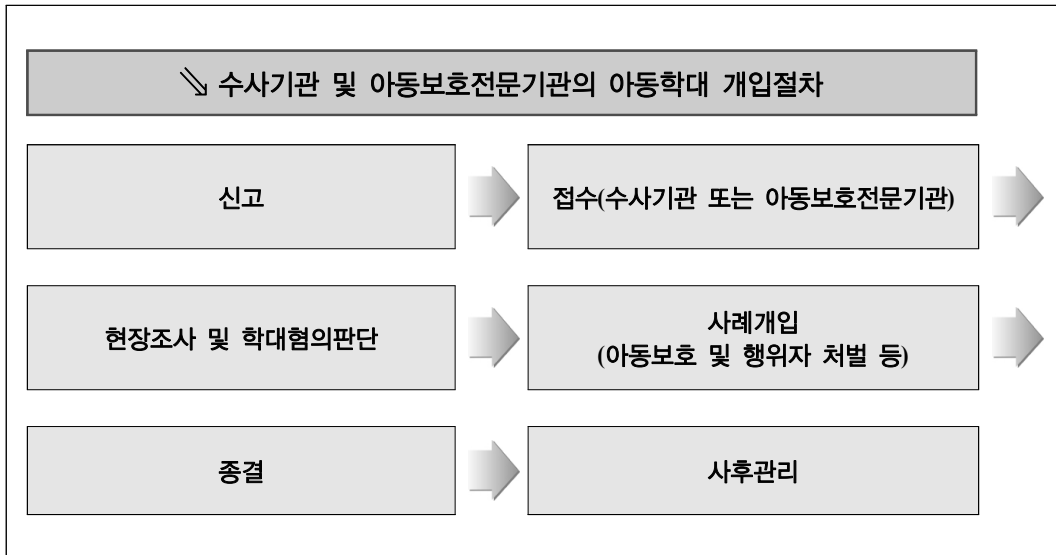 ⇘ 수사기관 및 아동보호전문기관의 아동학대 개입절차
신고
접수(수사기관 또는 아동보호전문기관)
현장조사 및 학대혐의판단
사례개입
(아동보호 및 행위자 처벌 등)
종결
사후관리